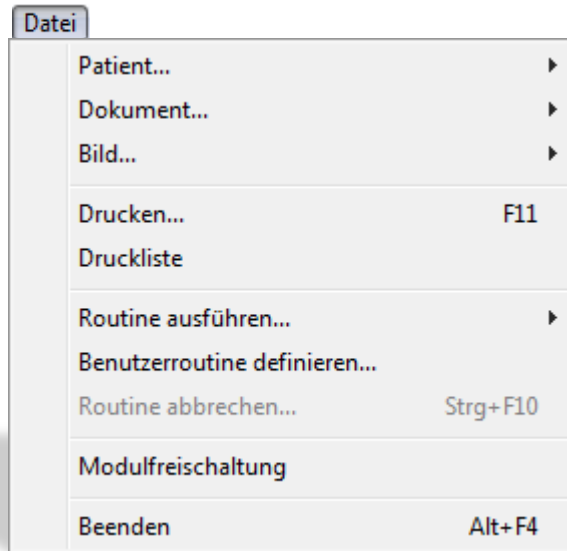 Datei
Patient...
Dokument...
Bild...
Drucken... F11
Druckliste
Routine ausführen...
Benutzerroutine definieren...
Routine abbrechen... Strg+F10
Modulfreischaltung
Beenden Alt+F4